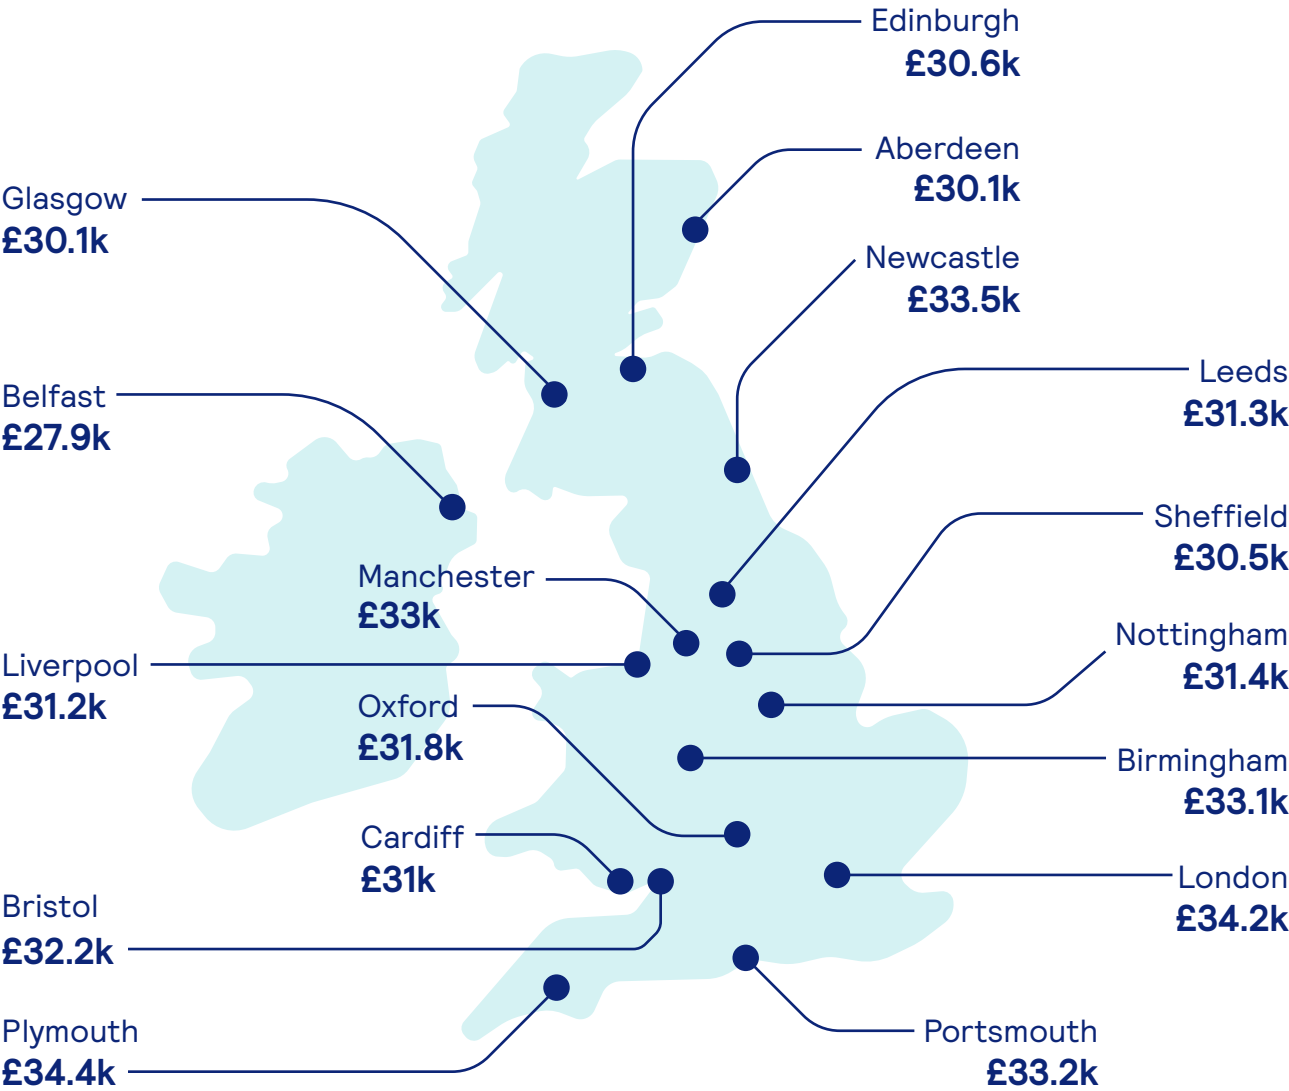 Edinburgh
£30.6k
Aberdeen
£30.1k
Glasgow
£30.1k
Newcastle
£33.5k
Leeds
£31.3k
Belfast
£27.9k
Sheffield
£30.5k
Manchester
£33k
Nottingham
£31.4k
Liverpool
£31.2k
Oxford
£31.8k
Birmingham
£33.1k
Cardiff
£31k
London
£34.2k
Bristol
£32.2k
Plymouth
£34.4k
Portsmouth
£33.2k